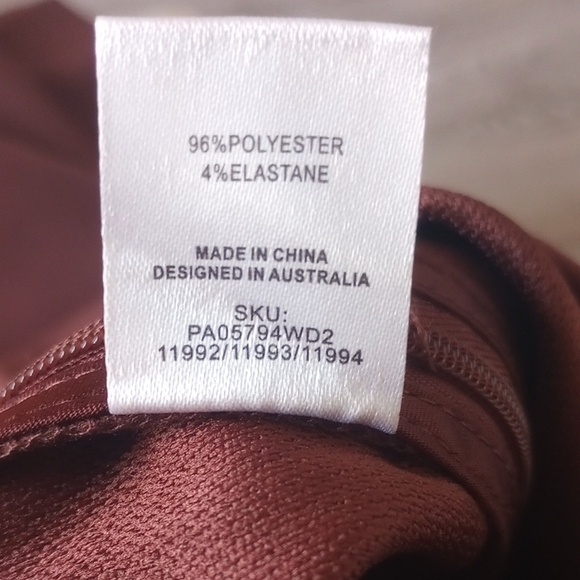 96%POLYESTER
4%ELASTANE
MADE IN CHINA
DESIGNED IN AUSTRALIA
SKU:
PA05794WD2
11992/11993/11994